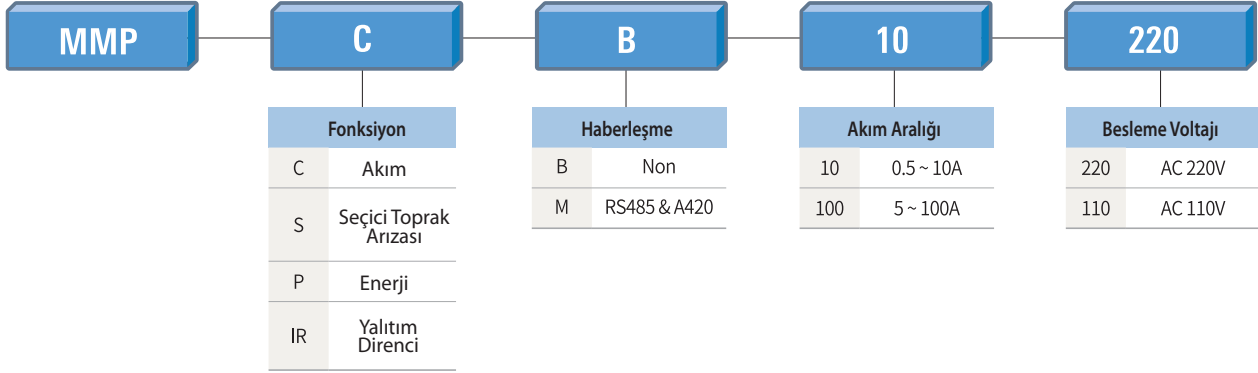 MMP C B 10 220
Fonksiyon
C Akım
S Seçici Toprak
Arızası
P Enerji
IR Yalıtım
Direnci
Haberleşme
B Non
M RS485 & A420
Akım Aralığı
10 0.5 ~ 10A
100 5 ~ 100A
Besleme Voltajı
220 AC 220V
110 AC 110V